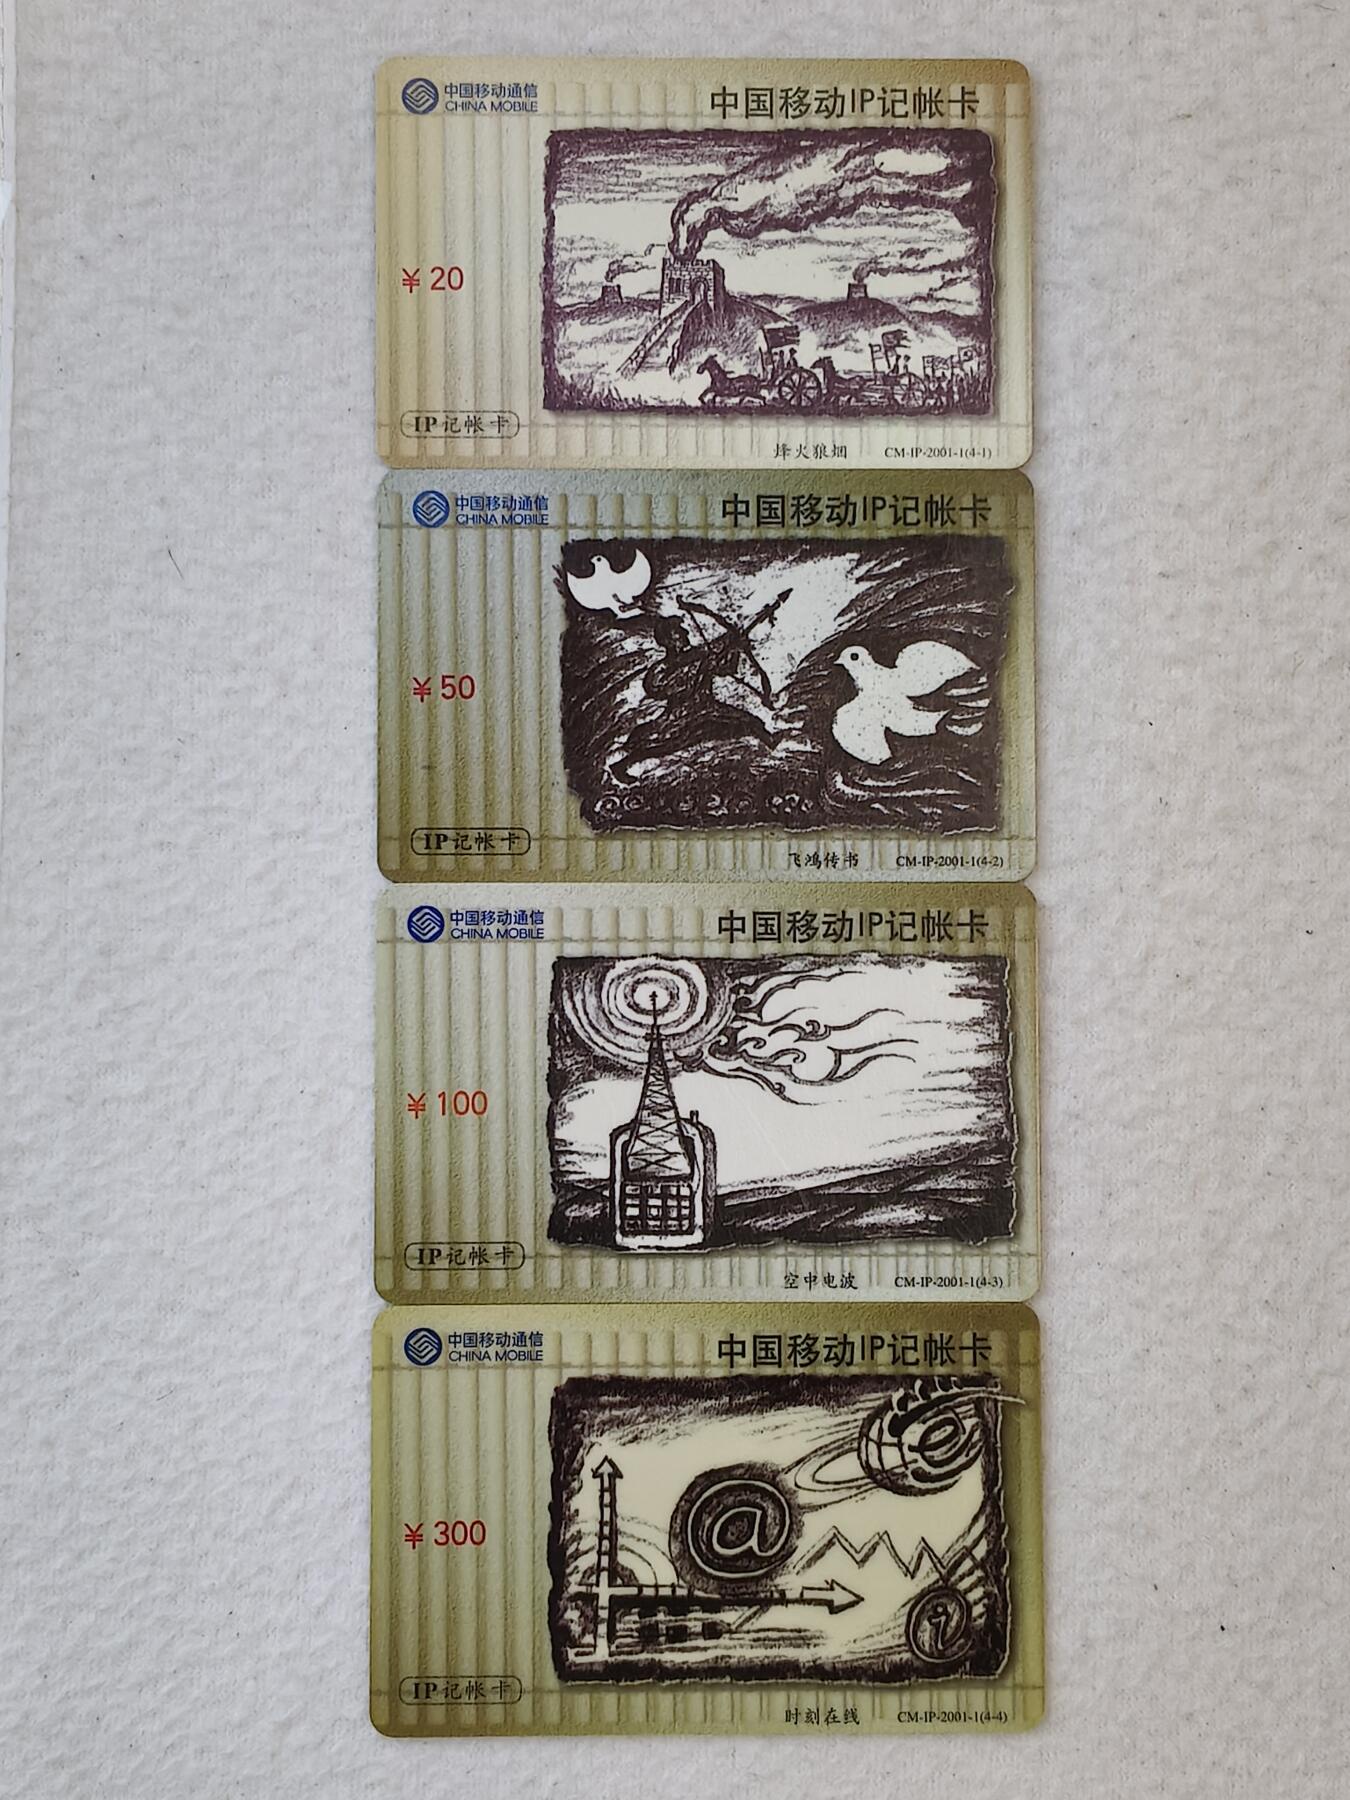 中国移动通信
CHINA MOBILE
中国移动IP记帐卡
¥20
IP记帐卡
烽火狼烟 CM-IP-2001-1(4-1)
中国移动通信
CHINA MOBILE
中国移动IP记帐卡
¥50
IP记帐卡
飞鸿传书 CM-IP-2001-1(4-2)
中国移动通信
CHINA MOBILE
中国移动IP记帐卡
¥100
IP记帐卡
空中电波 CM-IP-2001-1(4-3)
中国移动通信
CHINA MOBILE
中国移动IP记帐卡
e
@
¥300
i
IP记帐卡
时刻在线 CM-IP-2001-1(4-4)